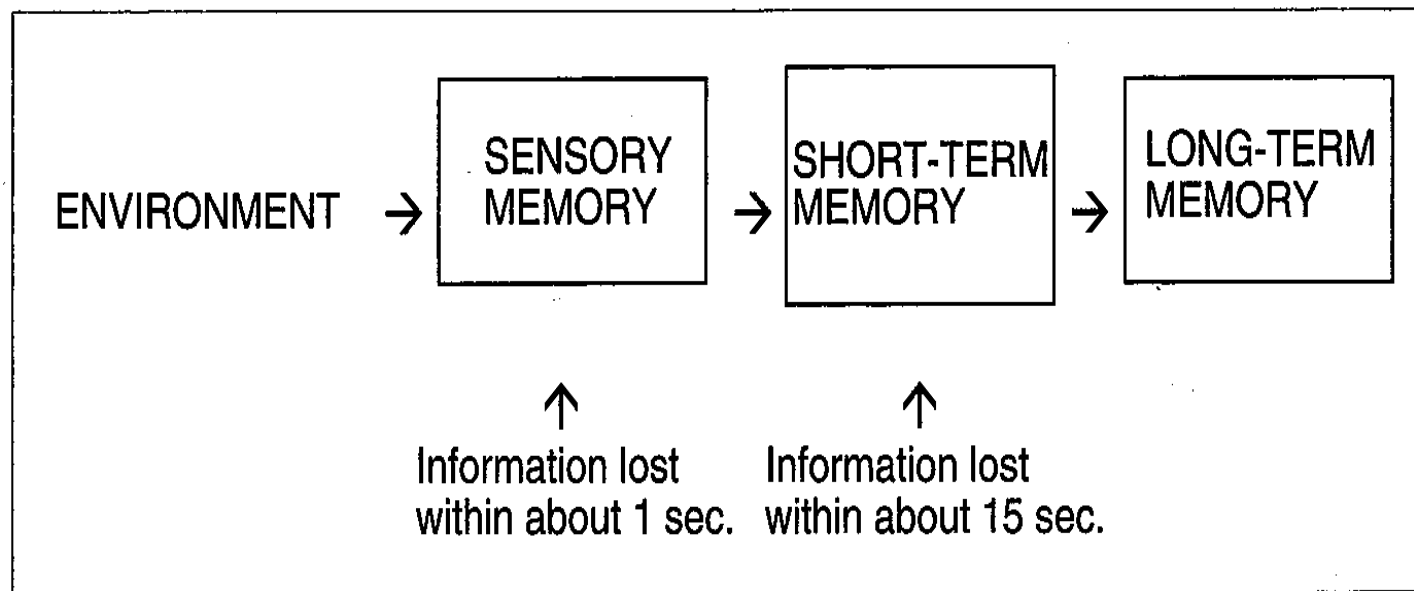 ENVIRONMENT
→
SENSORY
MEMORY
→
SHORT-TERM
MEMORY
→
LONG-TERM
MEMORY
↑
Information lost
within about 1 sec.
↑
Information lost
within about 15 sec.